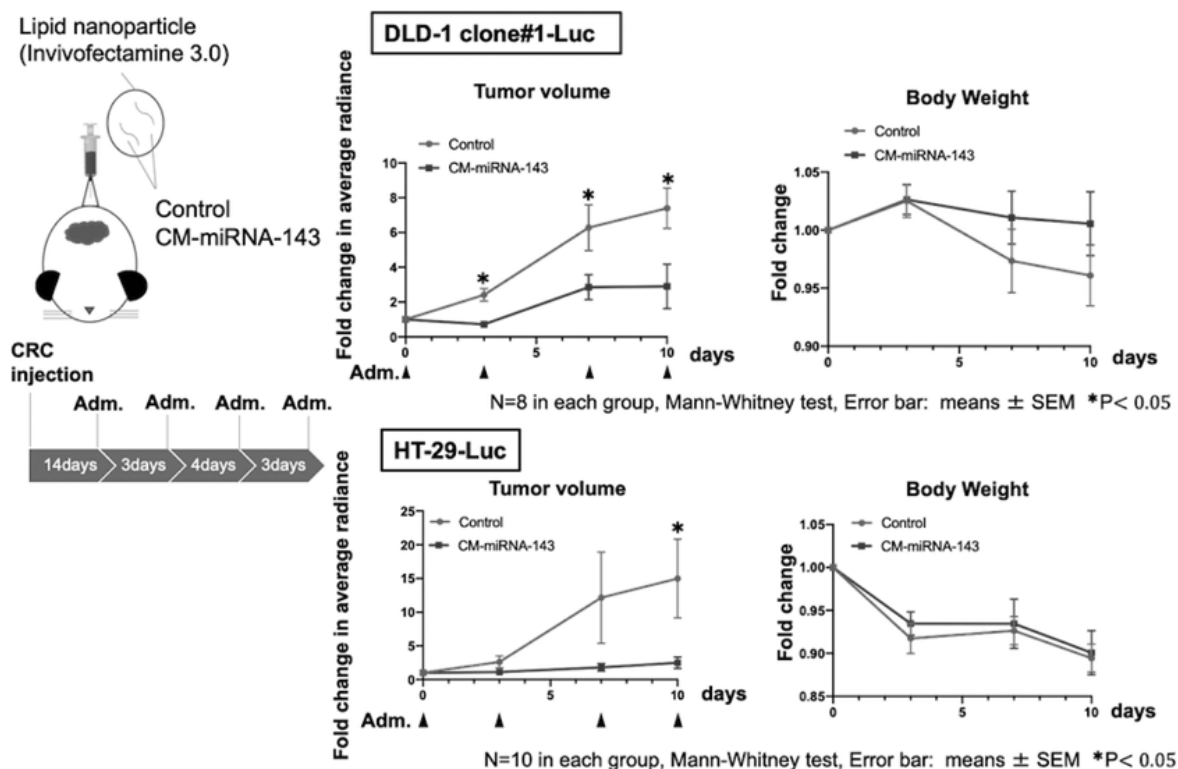 Lipid nanoparticle
(Invivofectamine 3.0)
Control
CM-miRNA-143
CRC
injection
Adm. Adm. Adm. Adm.
14days 3days 4days 3days
DLD-1 clone#1-Luc
Tumor volume
Control
CM-miRNA-143
Fold change in average radiance
10
8
6
4
2
0
0 5 10 days
Adm.
Body Weight
Control
CM-miRNA-143
Fold change
1.05
1.00
0.95
0.90
0 5 10 days
N=8 in each group, Mann-Whitney test, Error bar: means ± SEM *P< 0.05
HT-29-Luc
Tumor volume
Control
CM-miRNA-143
Fold change in average radiance
25
20
15
10
5
0
0 5 10 days
Adm.
Body Weight
Control
CM-miRNA-143
Fold change
1.05
1.00
0.95
0.90
0.85
0 5 10 days
N=10 in each group, Mann-Whitney test, Error bar: means ± SEM *P< 0.05